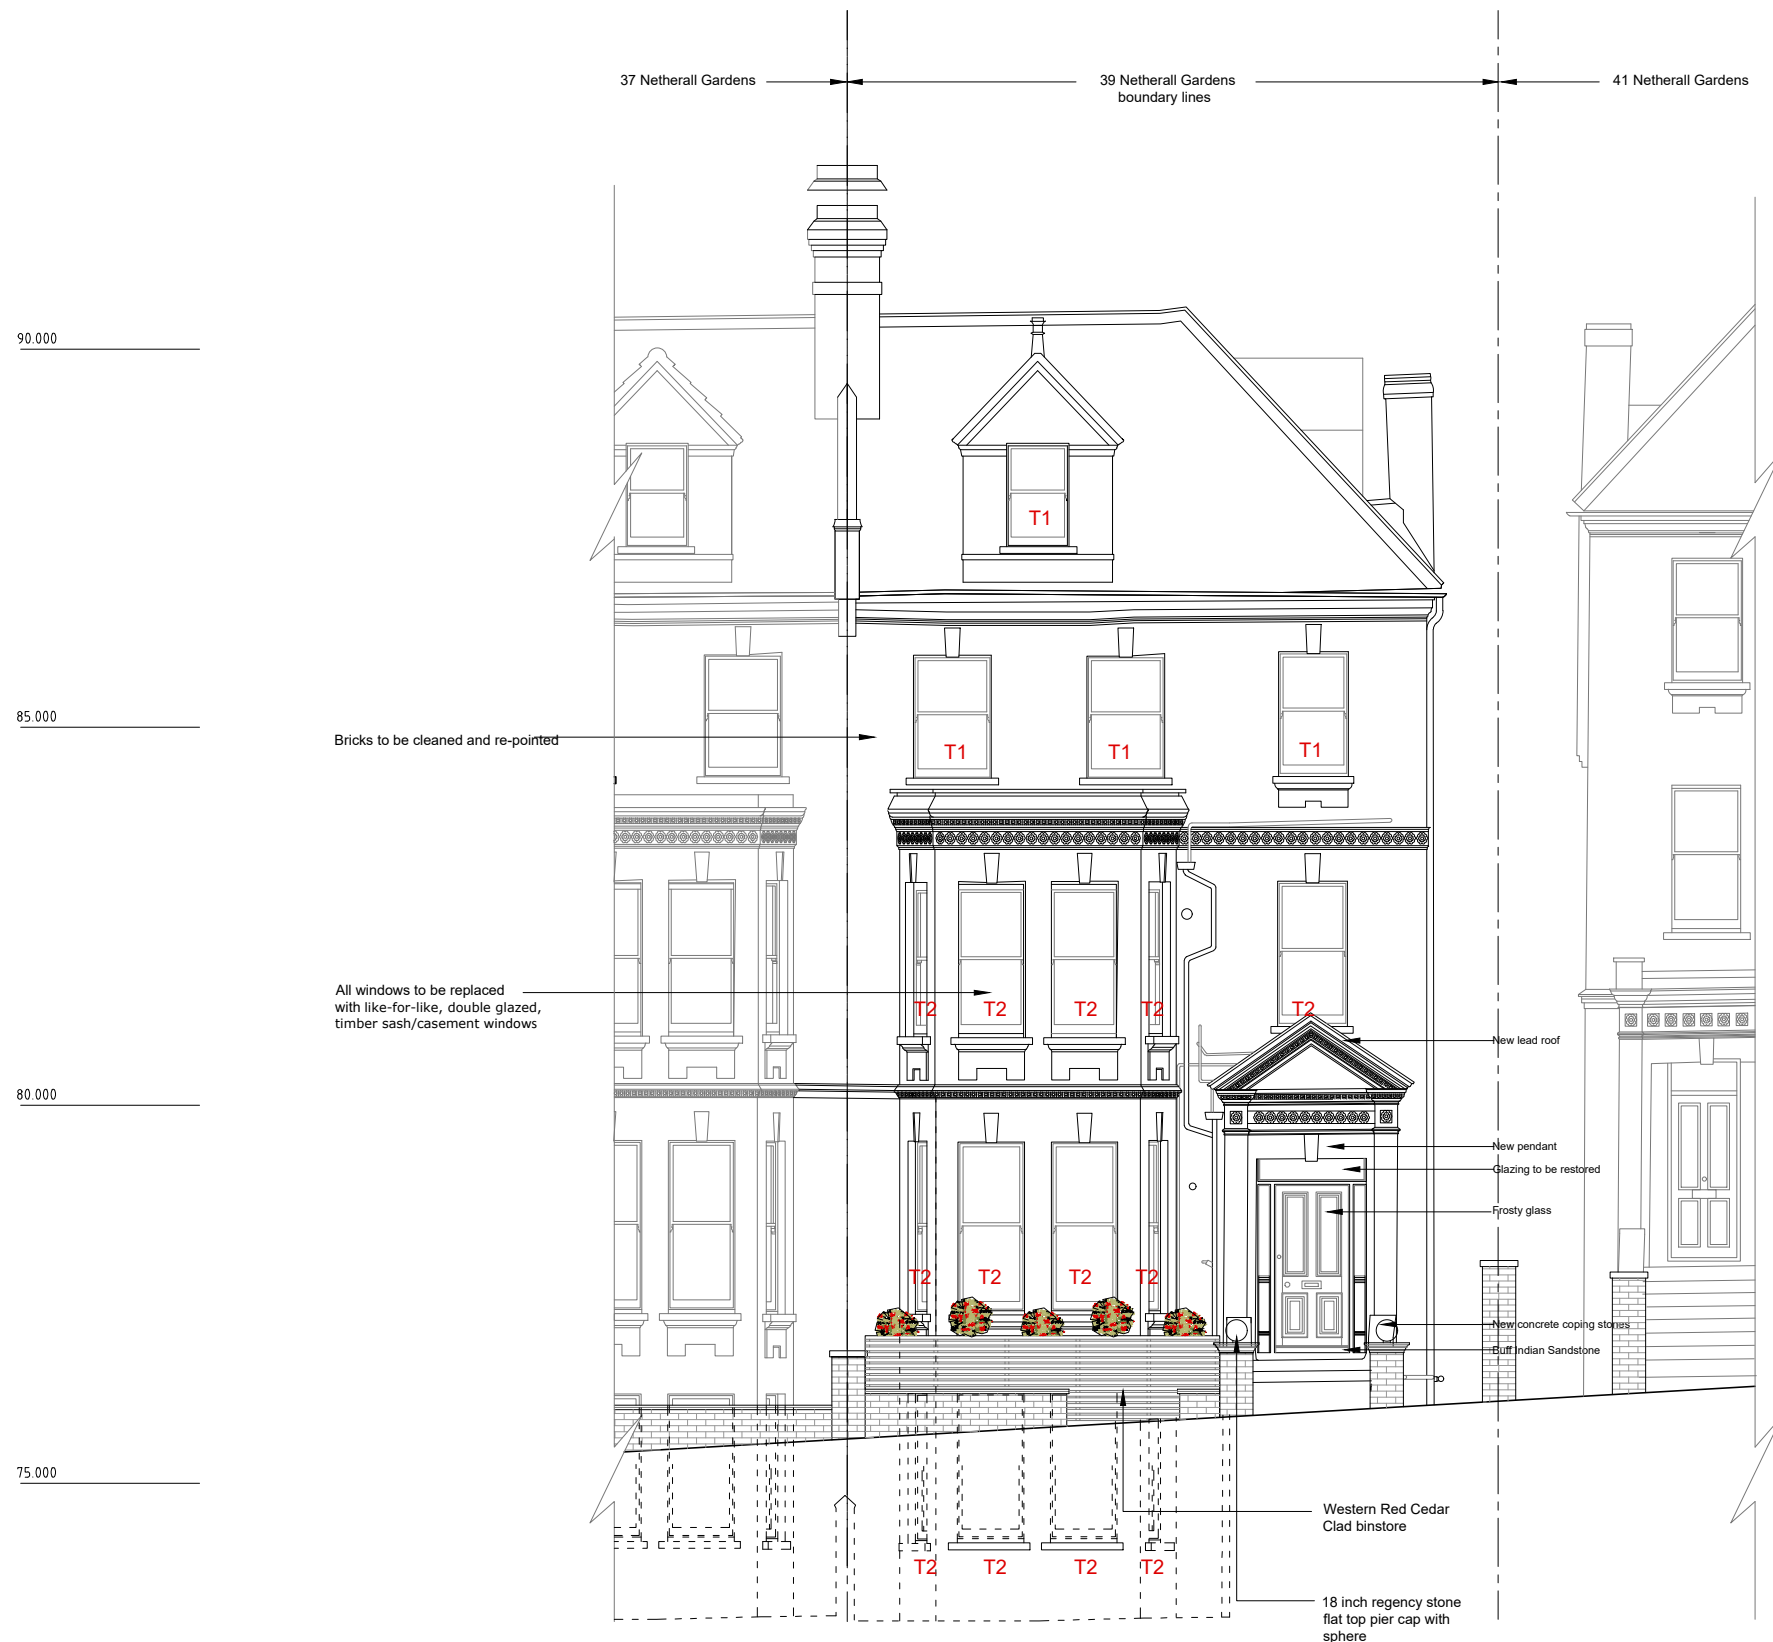 37 Netherall Gardens
39 Netherall Gardens
boundary lines
41 Netherall Gardens
90.000
T1
85.000
Bricks to be cleaned and re-pointed
T1
T1
T1
All windows to be replaced
with like-for-like, double glazed,
timber sash/casement windows
T2
T2
T2
T2
T2
New lead roof
80.000
New pendant
Glazing to be restored
Frosty glass
T2
T2
T2
T2
New concrete coping stones
Buff Indian Sandstone
75.000
Western Red Cedar
Clad binstore
T2
T2
T2
T2
18 inch regency stone
flat top pier cap with
sphere